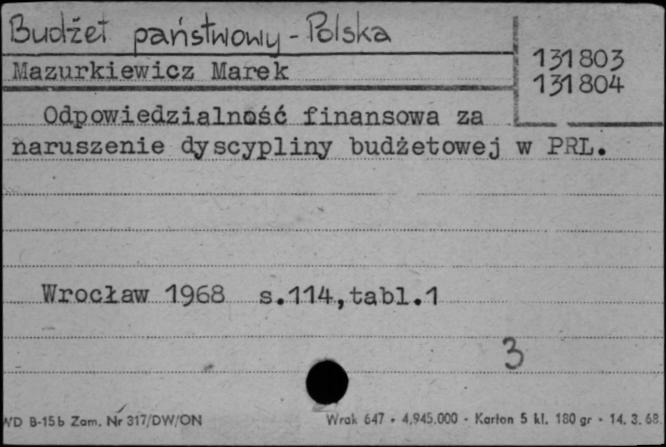 Budżet państwowy - Polska
Mazurkiewicz Marek
131803
131804
Odpowiedzialność finansowa za
naruszenie dyscypliny budżetowej w PRL.
Wrocław 1968 s.114,tabl.1
3
WD B-15b Zam. Nr 317/DW/ON Wrak 647 • 4,945.000 - Karton 5 kl. 180 gr - 14. 3. 68